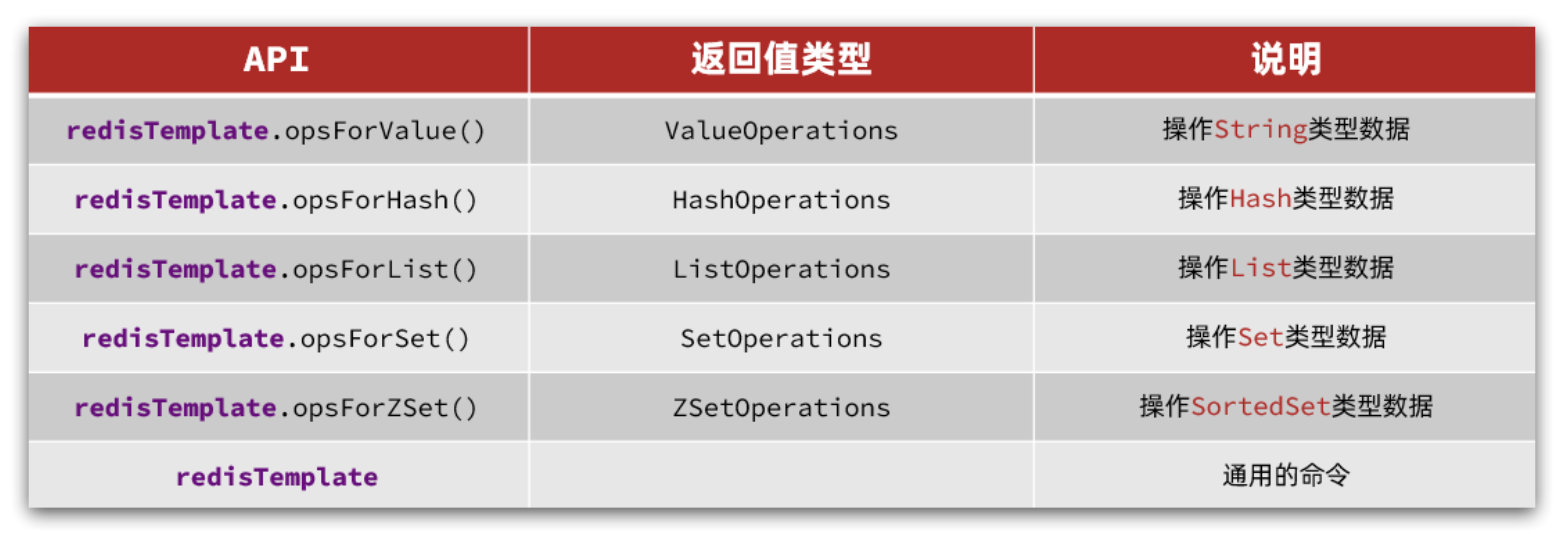 API 返回值类型 说明
redisTemplate.opsForValue() ValueOperations 操作String类型数据
redisTemplate.opsForHash() HashOperations 操作Hash类型数据
redisTemplate.opsForList() ListOperations 操作List类型数据
redisTemplate.opsForSet() SetOperations 操作Set类型数据
redisTemplate.opsForZSet() ZSetOperations 操作SortedSet类型数据
redisTemplate 通用的命令